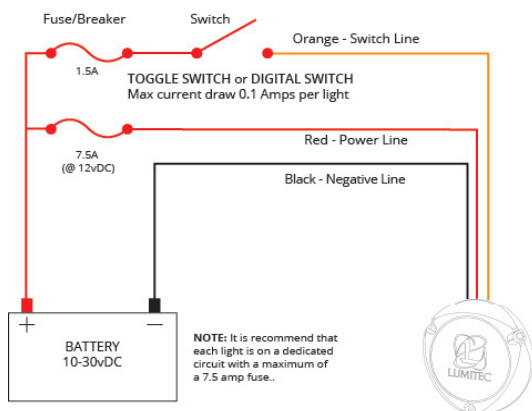 Fuse/Breaker
Switch
Orange - Switch Line
1.5A
TOGGLE SWITCH or DIGITAL SWITCH
Max current draw 0.1 Amps per light
Red - Power Line
7.5A
(@ 12vDC)
Black - Negative Line
+
−
BATTERY
10-30vDC
NOTE: It is recommend that
each light is on a dedicated
circuit with a maximum of
a 7.5 amp fuse..
LUMITEC